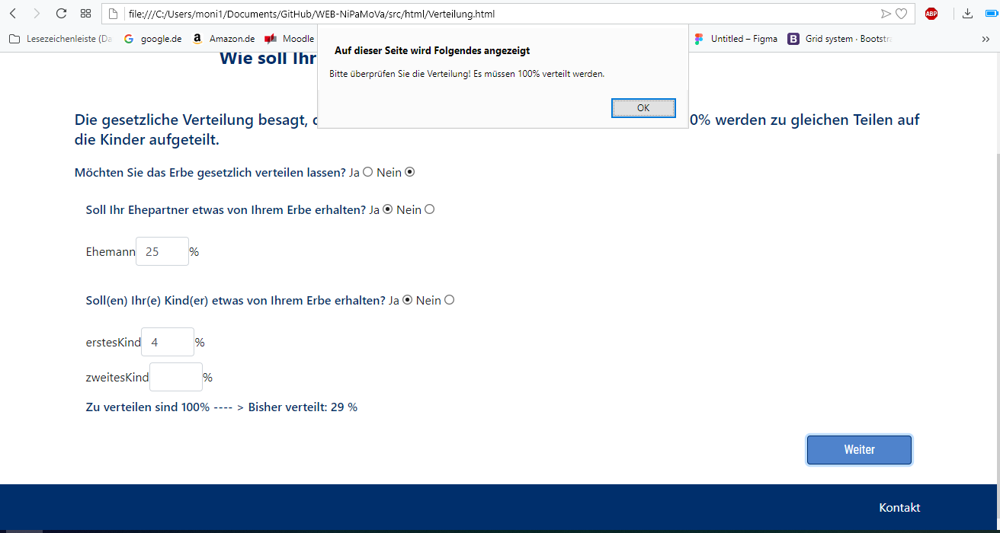 file:///C:/Users/moni1/Documents/GitHub/WEB-NiPaMoVa/src/html/Verteilung.html
ABP
Lesezeichenleiste (Da
G google.de
a Amazon.de
Moodle
Untitled – Figma
B Grid system · Bootstra
»
Auf dieser Seite wird Folgendes angezeigt
Bitte überprüfen Sie die Verteilung! Es müssen 100% verteilt werden.
OK
Wie soll Ihr
Die gesetzliche Verteilung besagt, 0% werden zu gleichen Teilen auf
die Kinder aufgeteilt.
Möchten Sie das Erbe gesetzlich verteilen lassen? Ja Nein
Soll Ihr Ehepartner etwas von Ihrem Erbe erhalten? Ja Nein
Ehemann 25 %
Soll(en) Ihr(e) Kind(er) etwas von Ihrem Erbe erhalten? Ja Nein
erstesKind 4 %
zweitesKind %
Zu verteilen sind 100% ---- > Bisher verteilt: 29 %
Weiter
Kontakt